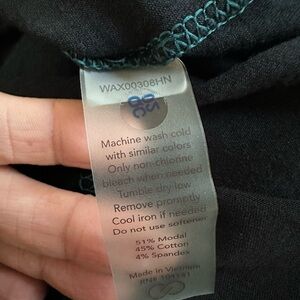 WAX00306HN
Machine wash cold
with similar colors
Only non-chlorine
bleach when needed
Tumble dry low
Remove promptly
Cool iron if needed
Do not use softener
51% Modal
45% Cotton
4% Spandex
Made in Vietnam